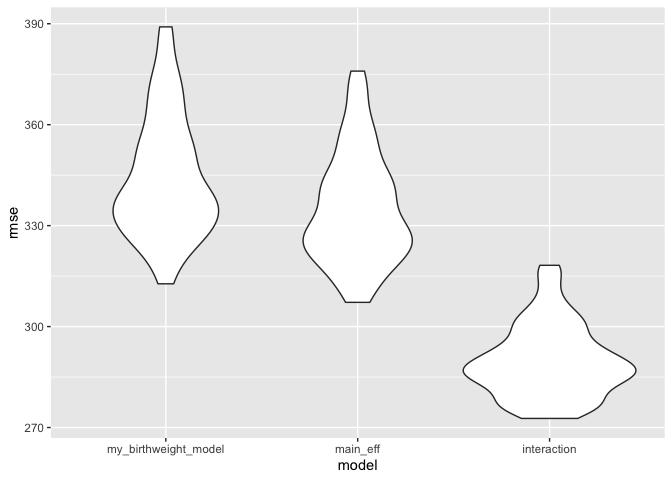 rmse
390
360
330
300
270
my_birthweight_model main_eff interaction
model